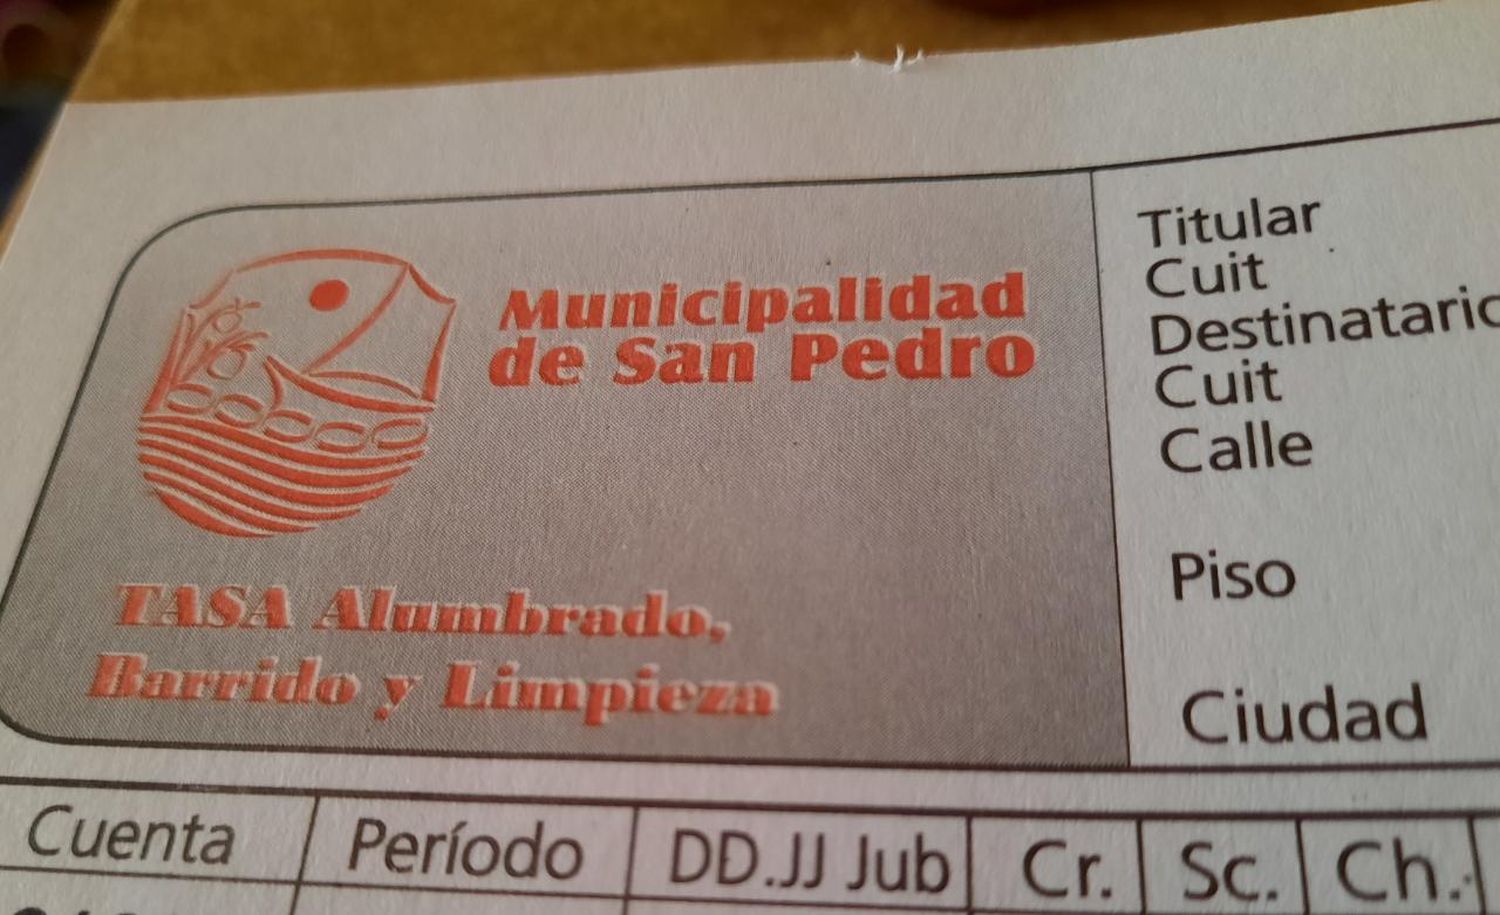 Municipalidad
de San Pedro
TASA Alumbrado,
Barrido y Limpieza
Titular
Cuit
Destinatario
Cuit
Calle
Piso
Ciudad
Cuenta Período DD.JJ Jub Cr. Sc. Ch.